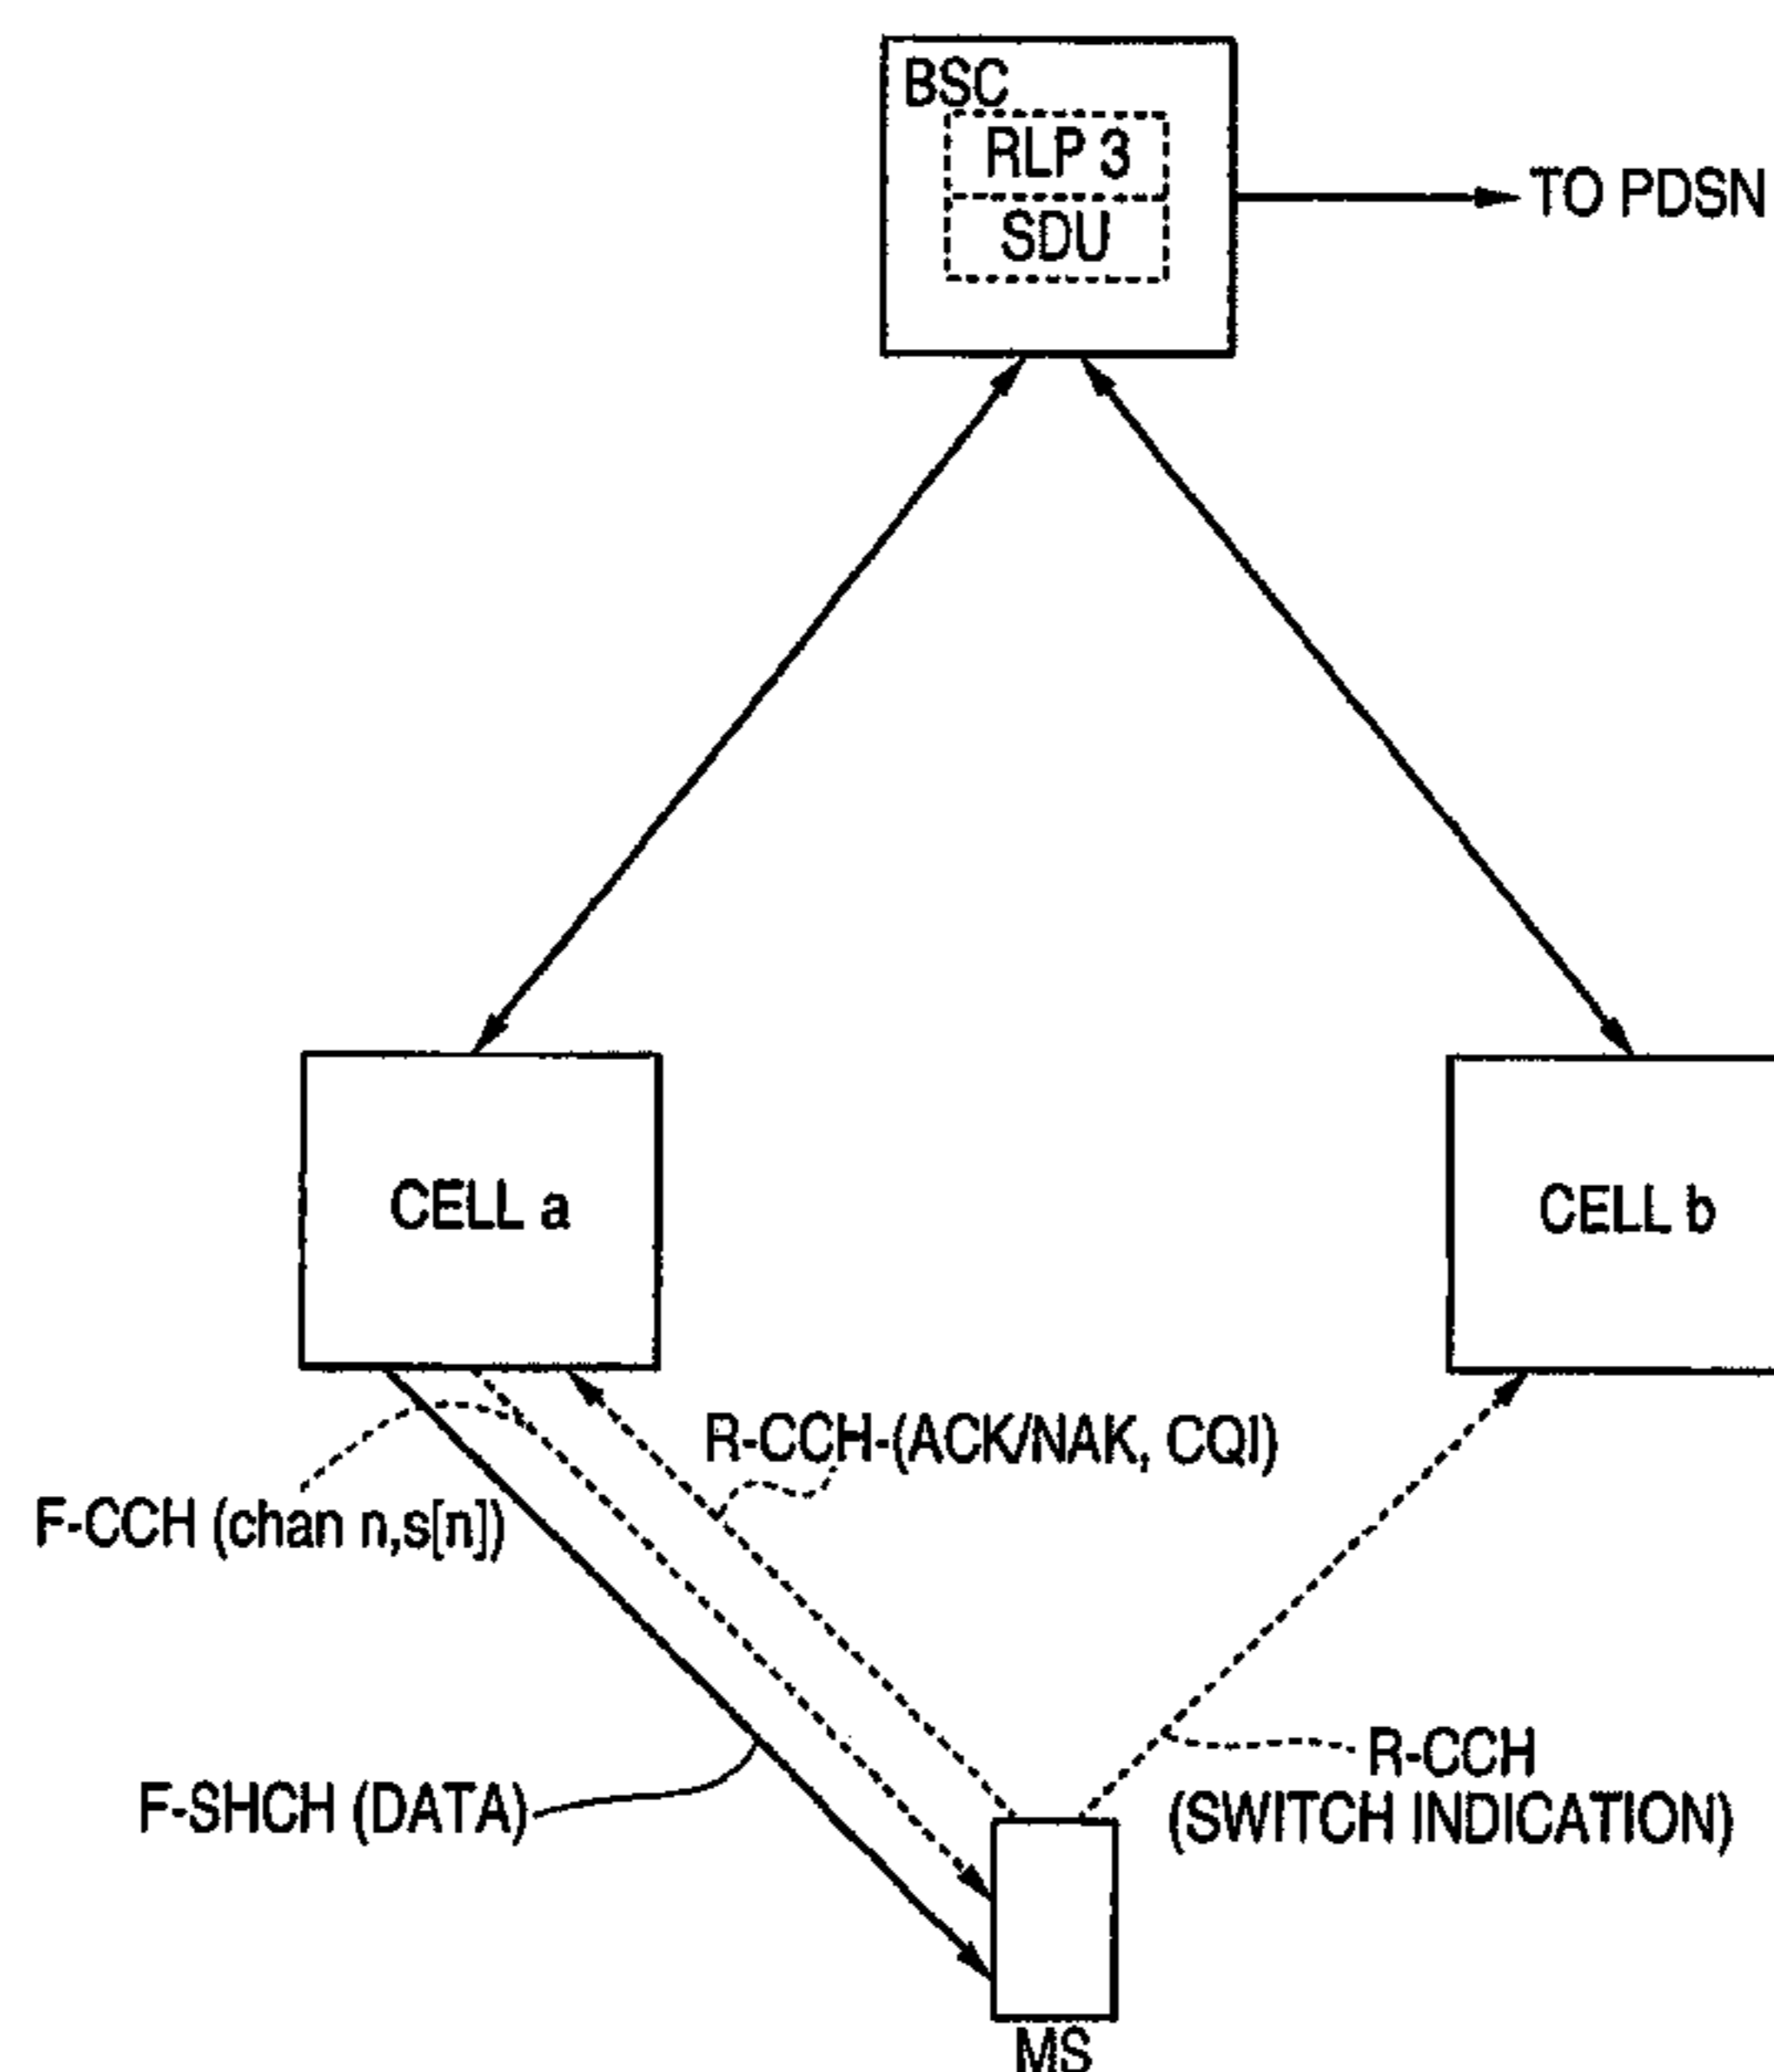 BSC
RLP 3
SDU
TO PDSN
CELL a
CELL b
R-CCH-(ACK/NAK, CQI)
F-CCH (chan n,s[n])
F-SHCH (DATA)
R-CCH
(SWITCH INDICATION)
MS